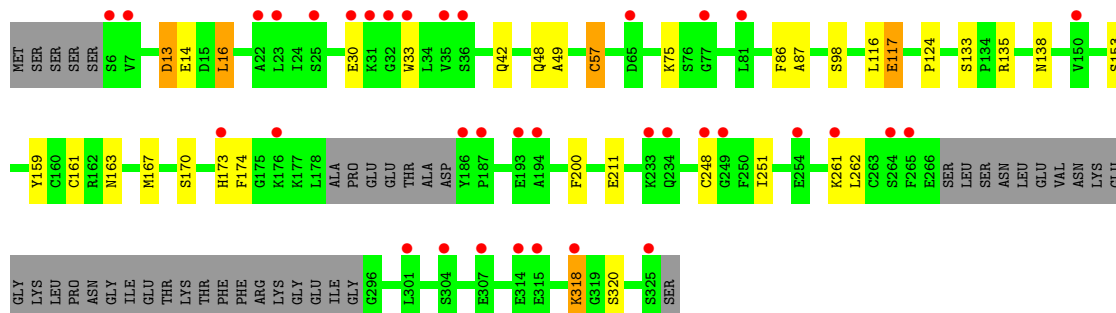 MET SER SER SER SER S6 V7 D13 E14 D15 L16 A22 L23 I24 S25 E30 K31 G32 W33 L34 V35 S36 Q42 Q48 A49 C57 D65 K75 S76 G77 L81 F86 A87 S98 L116 E117 P124 S133 P134 R135 N138 V150 S153
Y159 C160 C161 R162 N163 M167 S170 H173 F174 G175 K176 K177 L178 ALA PRO GLU GLU THR ALA ASP Y186 P187 E193 A194 F200 E211 K233 Q234 C248 G249 F250 I251 E254 K261 L262 C263 S264 F265 E266 SER LEU SER ASN LEU GLU VAL ASN LYS GLU
GLY LYS LEU PRO ASN GLY ILE GLU THR LYS THR PHE PHE ARG LYS GLY GLU ILE GLY G296 L301 S304 E307 E314 E315 K318 G319 S320 S325 SER